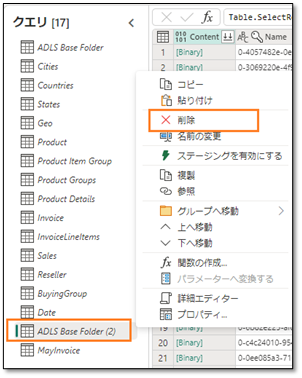 クエリ [17]
ADLS Base Folder
Cities
Countries
States
Geo
Product
Product Item Group
Product Groups
Product Details
Invoice
InvoiceLineItems
Sales
Reseller
BuyingGroup
Date
ADLS Base Folder (2)
MayInvoice
fx
Table.SelectR
Content
Name
1 [Binary] 0-4057482e-0e
2 [Binary] 0-3069220e-4f
コピー
貼り付け
削除
名前の変更
ステージングを有効にする
複製
参照
グループへ移動
上へ移動
下へ移動
関数の作成...
パラメーターへ変換する
詳細エディター
プロパティ...
19 [Binary]
20 [Binary] 0-c4c24010-95
21 [Binary] 0-0ee085a3-71